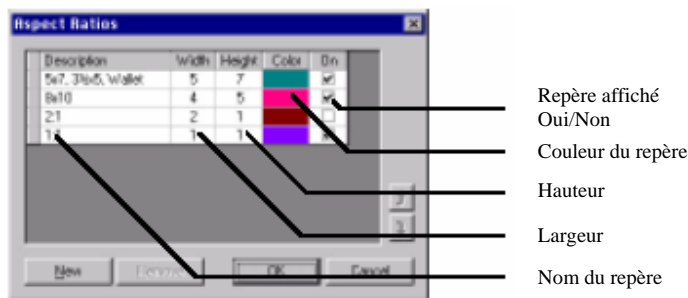 Aspect Ratios
Description Width Height Color On
5x7, 3½x5, Wallet 5 7
8x10 4 5
2:1 2 1
1:1 1 1
New Remove OK Cancel
Repère affiché
Oui/Non
Couleur du repère
Hauteur
Largeur
Nom du repère